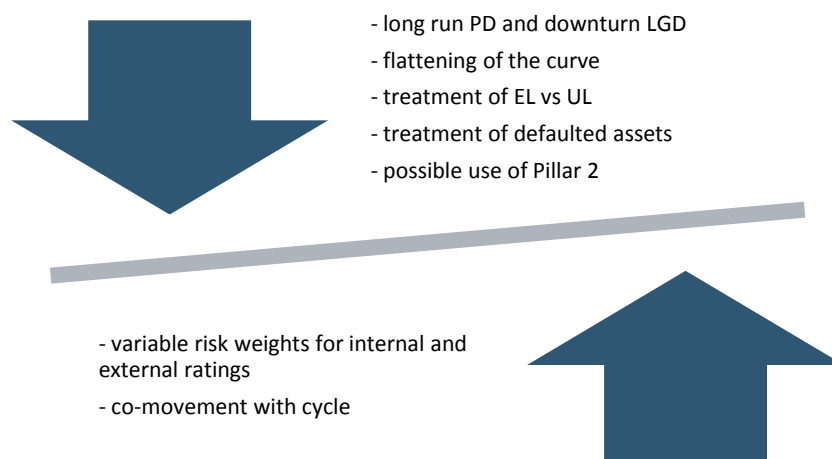 - long run PD and downturn LGD
- flattening of the curve
- treatment of EL vs UL
- treatment of defaulted assets
- possible use of Pillar 2
- variable risk weights for internal and
external ratings
- co-movement with cycle